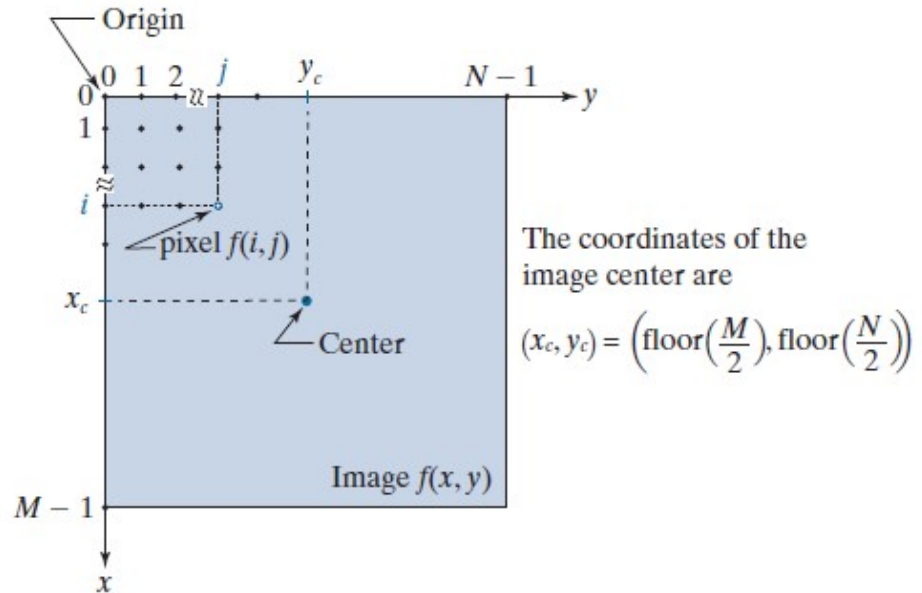 Origin
0 1 2 j y_c N − 1
0 y
1
i
pixel f(i, j)
The coordinates of the
image center are
x_c
Center
(x_c, y_c) = (floor(M/2), floor(N/2))
Image f(x, y)
M − 1
x